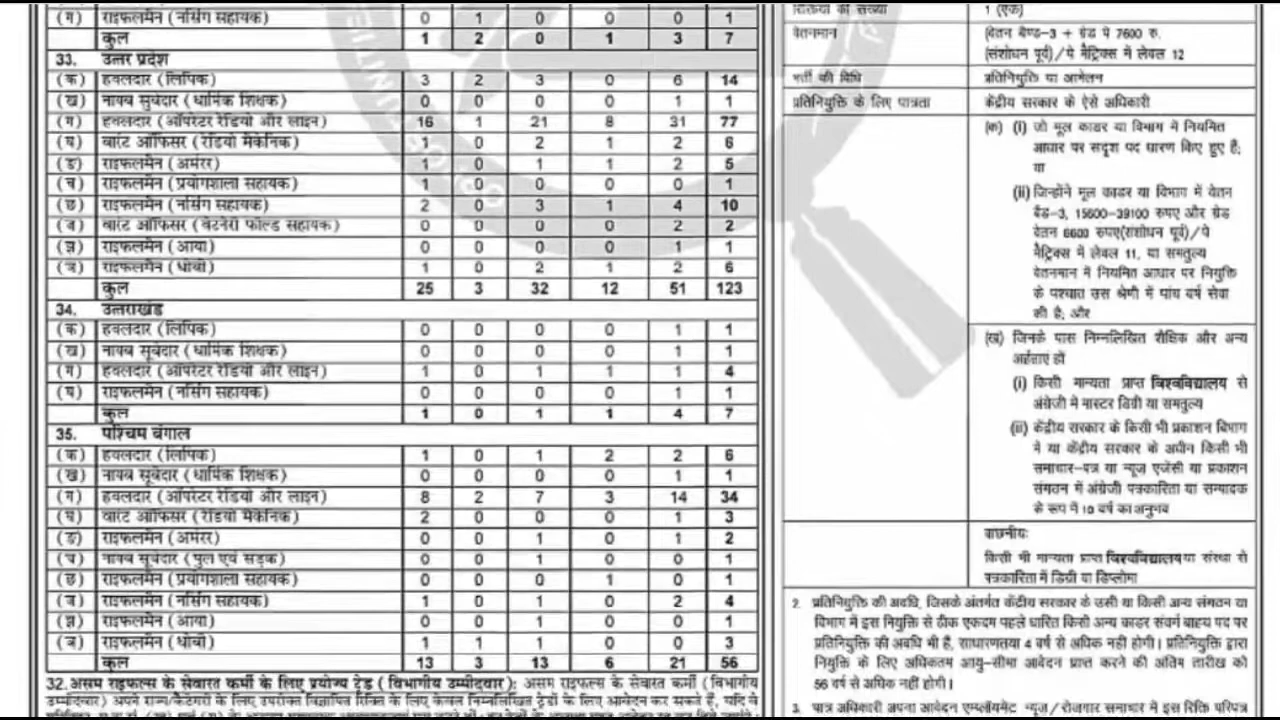 (ग) राइफलमैन (नर्सिंग सहायक) 0 1 0 0 0 1
कुल 1 2 0 1 3 7
33. उत्तर प्रदेश
(क) हवलदार (लिपिक) 3 2 3 0 6 14
(ख) नायब सूबेदार (धार्मिक शिक्षक) 0 0 0 0 1 1
(ग) हवलदार (ऑपरेटर रेडियो और लाइन) 16 1 21 8 31 77
(घ) वारंट ऑफिसर (रेडियो मैकेनिक) 1 0 2 1 2 6
(ङ) राइफलमैन (अर्मरर) 1 0 1 1 2 5
(च) राइफलमैन (प्रयोगशाला सहायक) 1 0 0 0 0 1
(छ) राइफलमैन (नर्सिंग सहायक) 2 0 3 1 4 10
(ज) वारंट ऑफिसर (वेटनेरी फील्ड सहायक) 0 0 0 0 2 2
(झ) राइफलमैन (आया) 0 0 0 0 1 1
(ञ) राइफलमैन (धोबी) 1 0 2 1 2 6
कुल 25 3 32 12 51 123
34. उत्तराखंड
(क) हवलदार (लिपिक) 0 0 0 0 1 1
(ख) नायब सूबेदार (धार्मिक शिक्षक) 0 0 0 0 1 1
(ग) हवलदार (ऑपरेटर रेडियो और लाइन) 1 0 1 1 1 4
(घ) राइफलमैन (नर्सिंग सहायक) 0 0 0 0 1 1
कुल 1 0 1 1 4 7
35. पश्चिम बंगाल
(क) हवलदार (लिपिक) 1 0 1 2 2 6
(ख) नायब सूबेदार (धार्मिक शिक्षक) 0 0 0 0 1 1
(ग) हवलदार (ऑपरेटर रेडियो और लाइन) 8 2 7 3 14 34
(घ) वारंट ऑफिसर (रेडियो मैकेनिक) 2 0 0 0 1 3
(ङ) राइफलमैन (अर्मरर) 0 0 1 0 1 2
(च) नायब सूबेदार (पुल एवं सड़क) 0 0 1 0 0 1
(छ) राइफलमैन (प्रयोगशाला सहायक) 0 0 0 1 0 1
(ज) राइफलमैन (नर्सिंग सहायक) 1 0 1 0 2 4
(झ) राइफलमैन (आया) 0 0 1 0 0 1
(ञ) राइफलमैन (धोबी) 1 1 1 0 0 3
कुल 13 3 13 6 21 56
32. असम राइफल्स के सेवारत कर्मी के लिए प्रयोज्य ट्रेड (विभागीय उम्मीदवार): असम राइफल्स के सेवारत कर्मी (विभागीय
उम्मीदवार) अपने राज्य/कैटेगरी के लिए उपरोक्त विज्ञापित रिक्ति के लिए केवल निम्नलिखित ट्रेडों के लिए आवेदन कर सकते हैं, यदि वे
रिक्तियों की संख्या 1 (एक)
वेतनमान (वेतन बैण्ड-3 + ग्रेड पे 7600 रु.
(संशोधन पूर्व)/पे मैट्रिक्स में लेवल 12
भर्ती की विधि प्रतिनियुक्ति या आमेलन
प्रतिनियुक्ति के लिए पात्रता केंद्रीय सरकार के ऐसे अधिकारी
(क) (i) जो मूल काडर या विभाग में नियमित
आधार पर सदृश पद धारण किए हुए है;
या
(ii) जिन्होंने मूल काडर या विभाग में वेतन
बैंड-3, 15600-39100 रुपए और ग्रेड
वेतन 6600 रुपए(संशोधन पूर्व)/पे
मैट्रिक्स में लेवल 11, या समतुल्य
वेतनमान में नियमित आधार पर नियुक्ति
के पश्चात उस श्रेणी में पांच वर्ष सेवा
की है; और
(ख) जिनके पास निम्नलिखित शैक्षिक और अन्य
अर्हताएं हों
(i) किसी मान्यता प्राप्त विश्वविद्यालय से
अंग्रेजी में मास्टर डिग्री या समतुल्य
(ii) केंद्रीय सरकार के किसी भी प्रकाशन विभाग
में या केंद्रीय सरकार के अधीन किसी भी
समाचार-पत्र या न्यूज एजेंसी या प्रकाशन
संगठन में अंग्रेजी पत्रकारिता या सम्पादक
के रूप में 10 वर्ष का अनुभव
वांछनीयः
किसी भी मान्यता प्राप्त विश्वविद्यालय या संस्था से
पत्रकारिता में डिग्री या डिप्लोमा
2. प्रतिनियुक्ति की अवधि, जिसके अंतर्गत केंद्रीय सरकार के उसी या किसी अन्य संगठन या
विभाग में इस नियुक्ति से ठीक एकदम पहले धारित किसी अन्य काडर संवर्ग बाह्य पद पर
प्रतिनियुक्ति की अवधि भी है, साधारणतया 4 वर्ष से अधिक नहीं होगी। प्रतिनियुक्ति द्वारा
नियुक्ति के लिए अधिकतम आयु-सीमा आवेदन प्राप्त करने की अंतिम तारीख को
56 वर्ष से अधिक नहीं होगी।
3. पात्र अधिकारी अपना आवेदन एम्प्लॉयमेंट न्यूज/रोजगार समाचार में इस रिक्ति परिपत्र